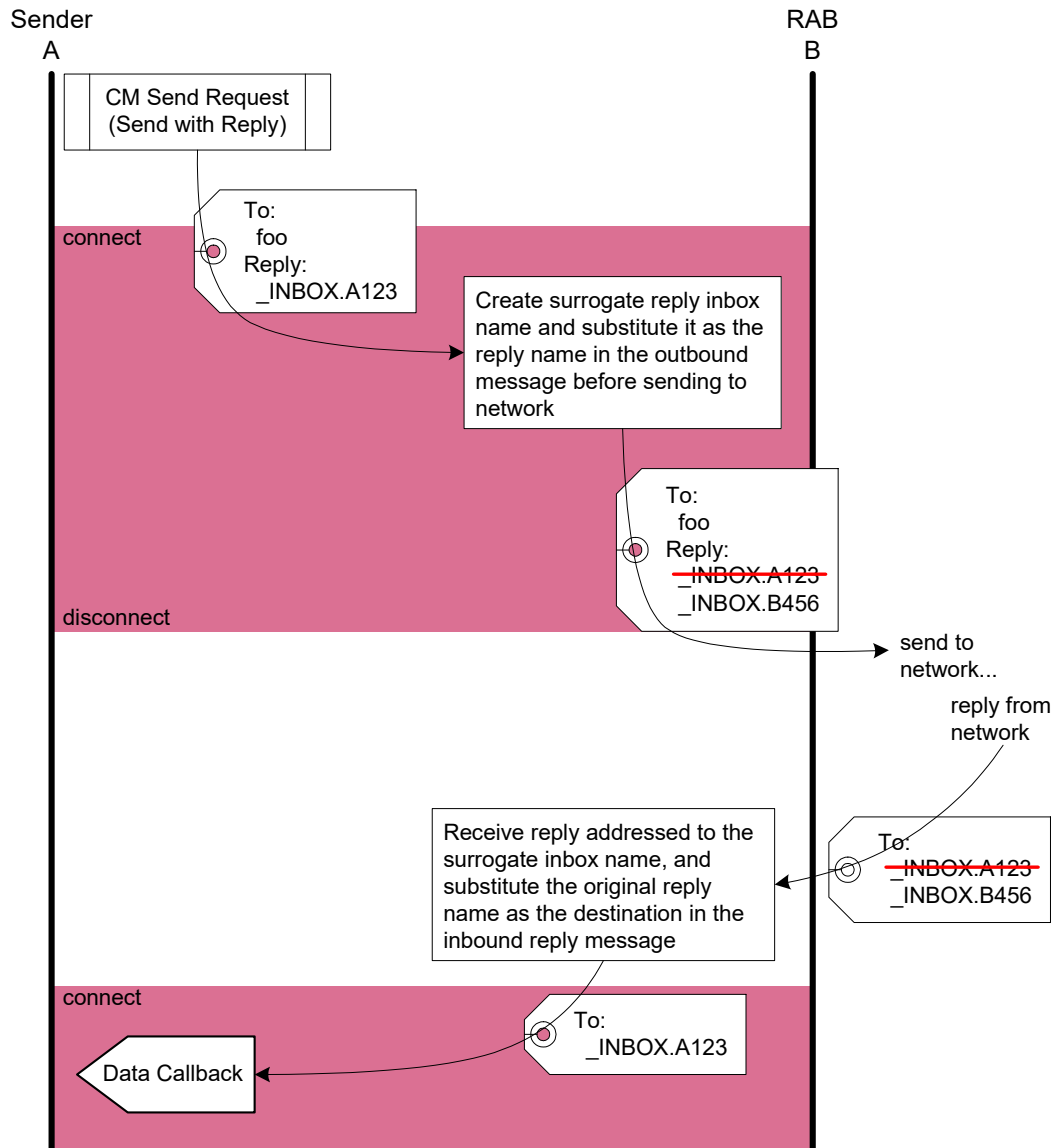 Sender
A
RAB
B
CM Send Request
(Send with Reply)
To:
foo
Reply:
_INBOX.A123
connect
Create surrogate reply inbox
name and substitute it as the
reply name in the outbound
message before sending to
network
To:
foo
Reply:
_INBOX.A123
_INBOX.B456
disconnect
send to
network...
reply from
network
Receive reply addressed to the
surrogate inbox name, and
substitute the original reply
name as the destination in the
inbound reply message
To:
_INBOX.A123
_INBOX.B456
connect
To:
_INBOX.A123
Data Callback